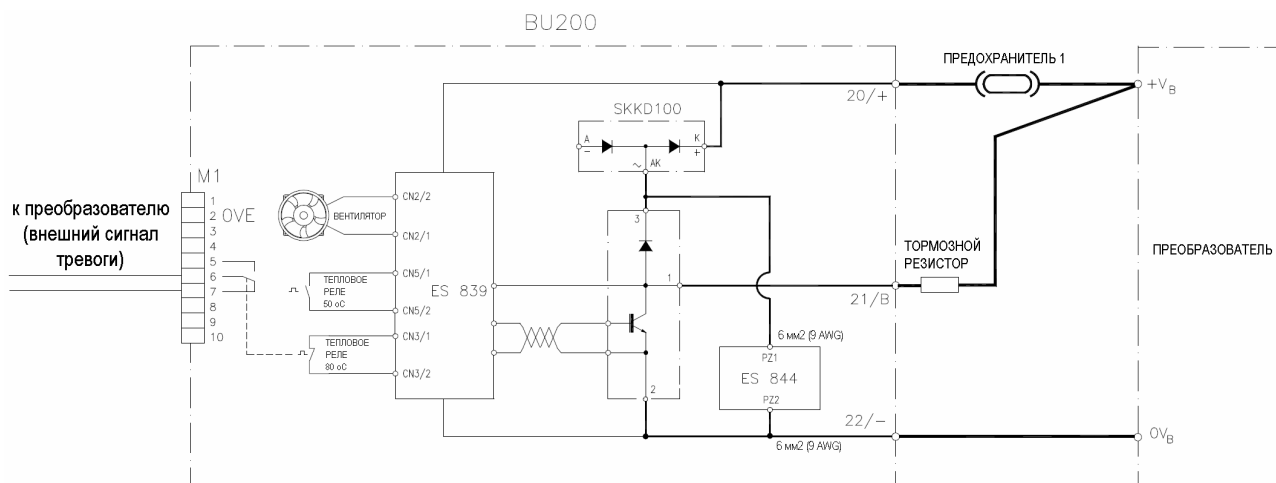 BU200
ПРЕДОХРАНИТЕЛЬ 1
20/+
+VB
SKKD100
A
K
−
+
~
AK
M1
к преобразователю
(внешний сигнал
тревоги)
1
2
3
4
5
6
7
8
9
10
OVE
ВЕНТИЛЯТОР
CN2/2
CN2/1
ТЕПЛОВОЕ
РЕЛЕ
50 oC
CN5/1
CN5/2
ES 839
ТЕПЛОВОЕ
РЕЛЕ
80 oC
CN3/1
CN3/2
3
1
2
ТОРМОЗНОЙ
РЕЗИСТОР
ПРЕОБРАЗОВАТЕЛЬ
21/B
6 мм2 (9 AWG)
PZ1
ES 844
PZ2
22/−
6 мм2 (9 AWG)
0VB